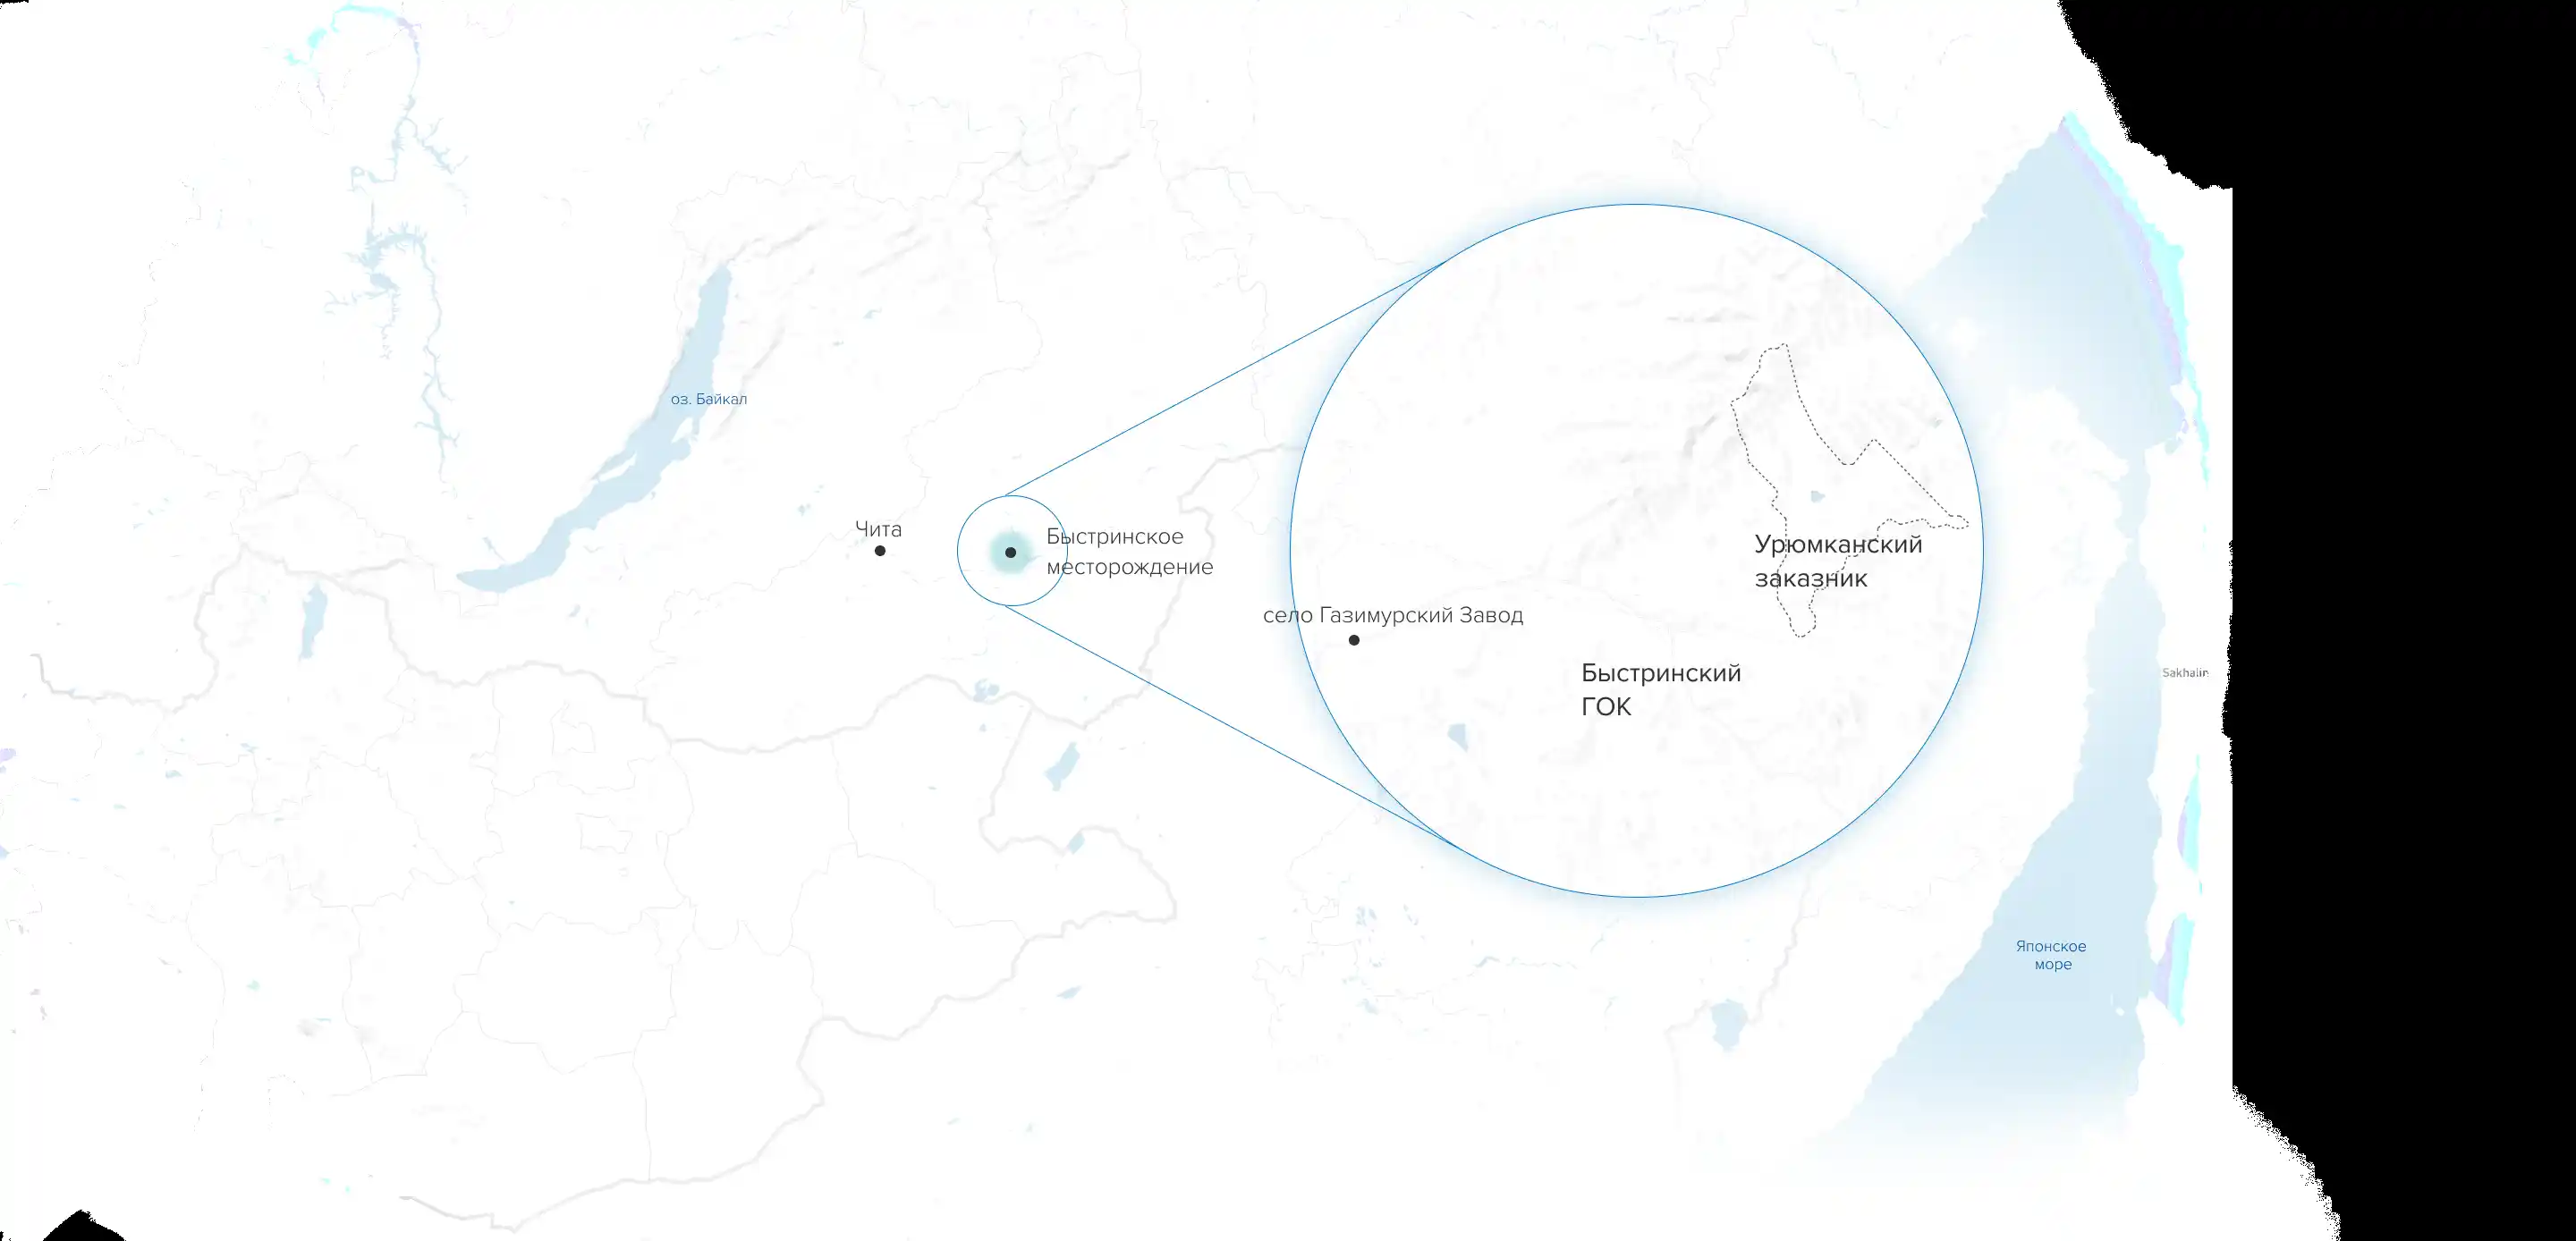 оз. Байкал
Чита
Быстринское
месторождение
Урюмканский
заказник
село Газимурский Завод
Быстринский
ГОК
Sakhalin
Японское
море